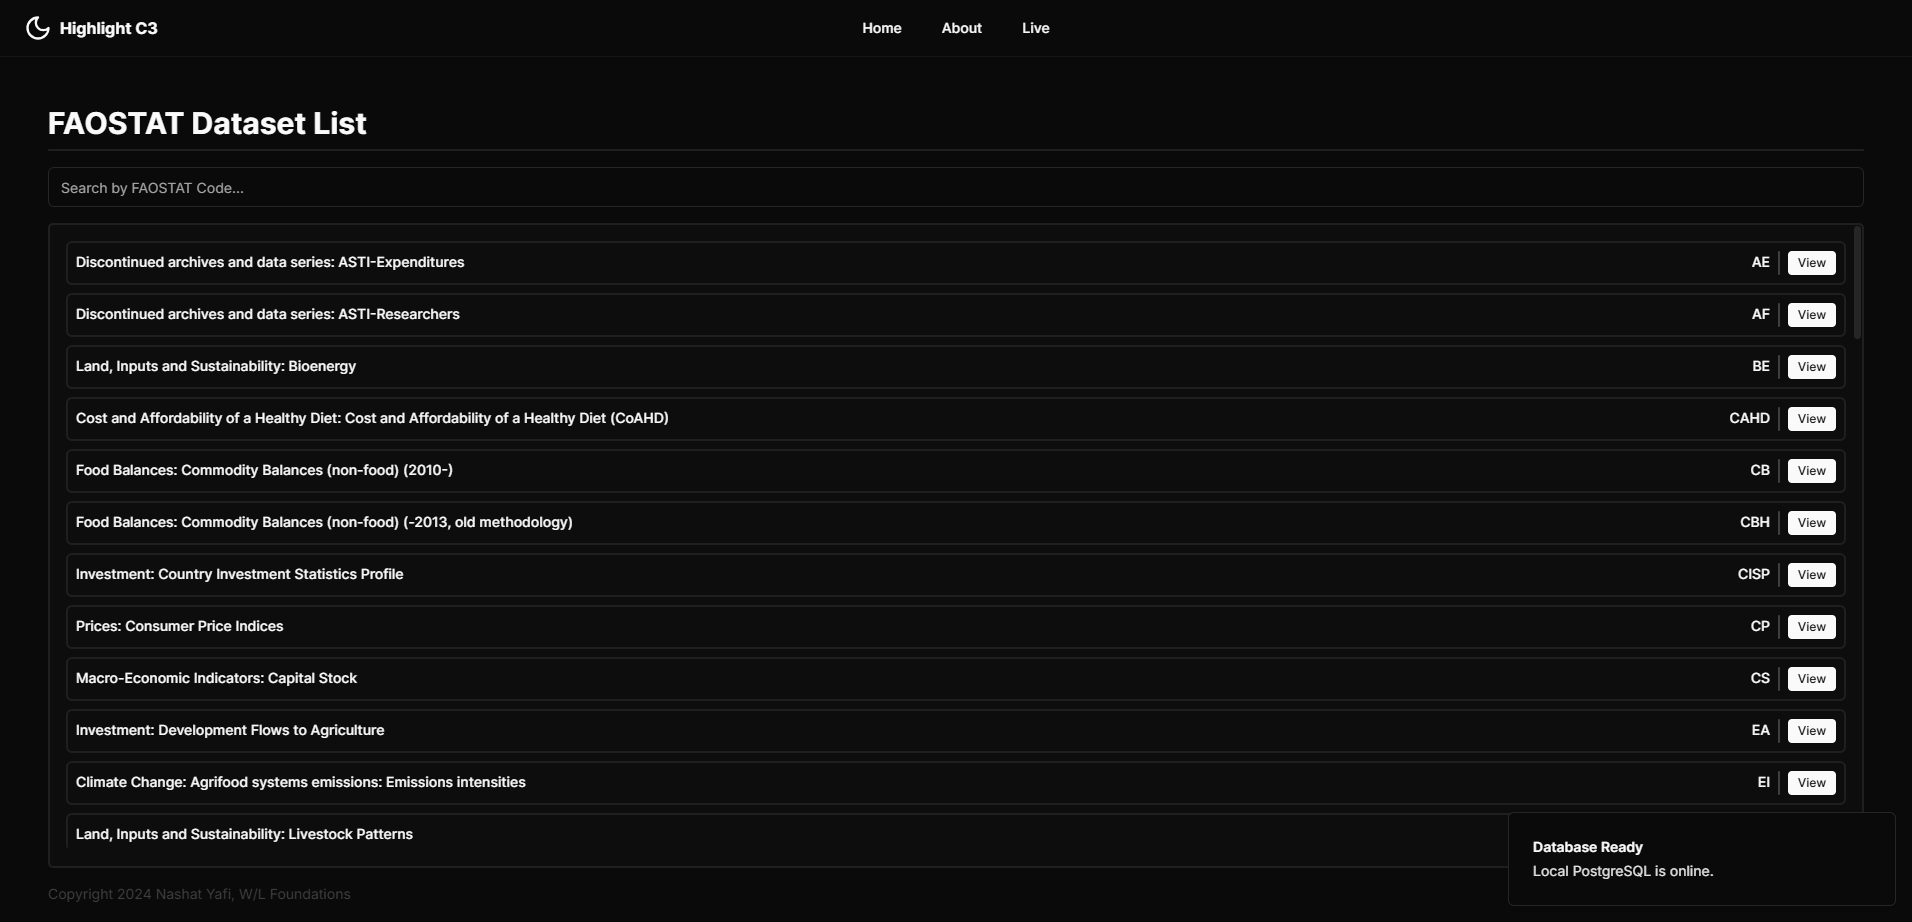 Highlight C3
Home
About
Live
FAOSTAT Dataset List
Search by FAOSTAT Code...
Discontinued archives and data series: ASTI-Expenditures AE View
Discontinued archives and data series: ASTI-Researchers AF View
Land, Inputs and Sustainability: Bioenergy BE View
Cost and Affordability of a Healthy Diet: Cost and Affordability of a Healthy Diet (CoAHD) CAHD View
Food Balances: Commodity Balances (non-food) (2010-) CB View
Food Balances: Commodity Balances (non-food) (-2013, old methodology) CBH View
Investment: Country Investment Statistics Profile CISP View
Prices: Consumer Price Indices CP View
Macro-Economic Indicators: Capital Stock CS View
Investment: Development Flows to Agriculture EA View
Climate Change: Agrifood systems emissions: Emissions intensities EI View
Land, Inputs and Sustainability: Livestock Patterns
Database Ready
Local PostgreSQL is online.
Copyright 2024 Nashat Yafi, W/L Foundations